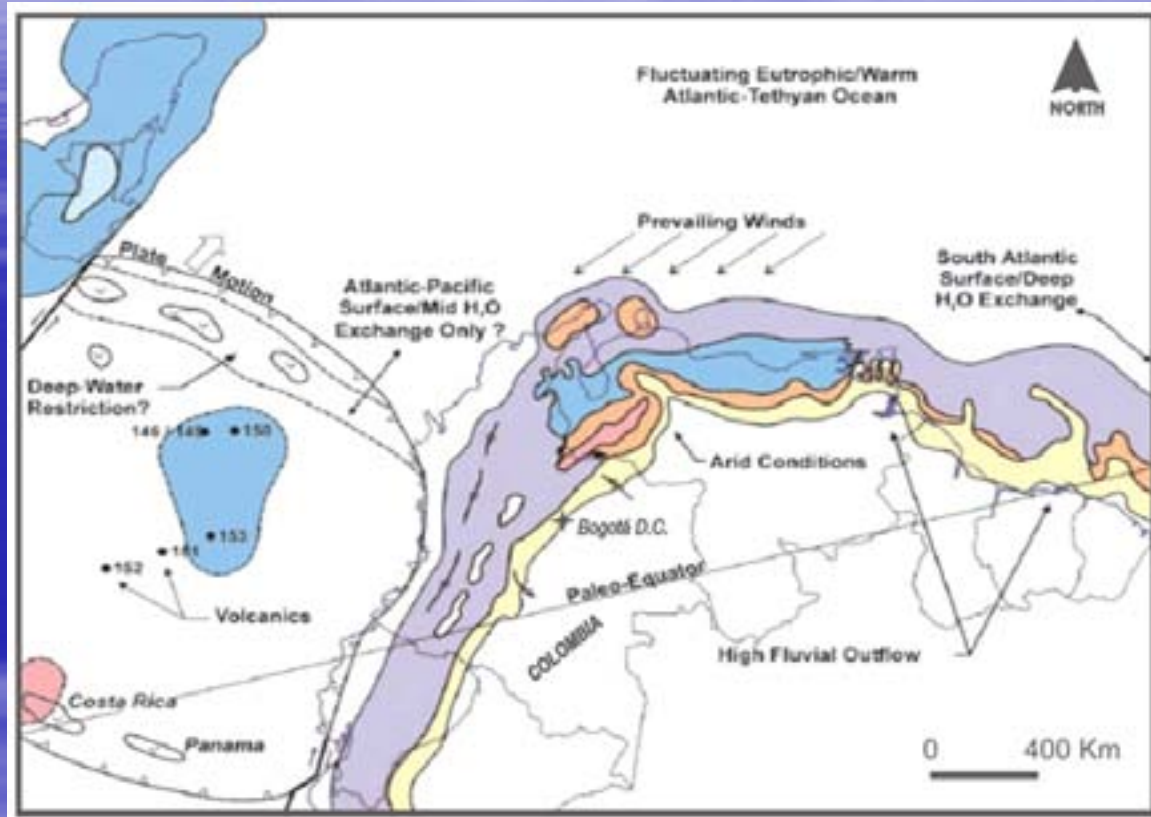 Fluctuating Eutrophic/Warm
Atlantic-Tethyan Ocean
NORTH
Prevailing Winds
South Atlantic
Surface/Deep
H₂O Exchange
Plate Motion
Atlantic-Pacific
Surface/Mid H₂O
Exchange Only ?
Deep-Water
Restriction?
146 / 149
150
153
151
152
Volcanics
Arid Conditions
Bogotá D.C.
Paleo-Equator
COLOMBIA
High Fluvial Outflow
Costa Rica
Panama
0 400 Km